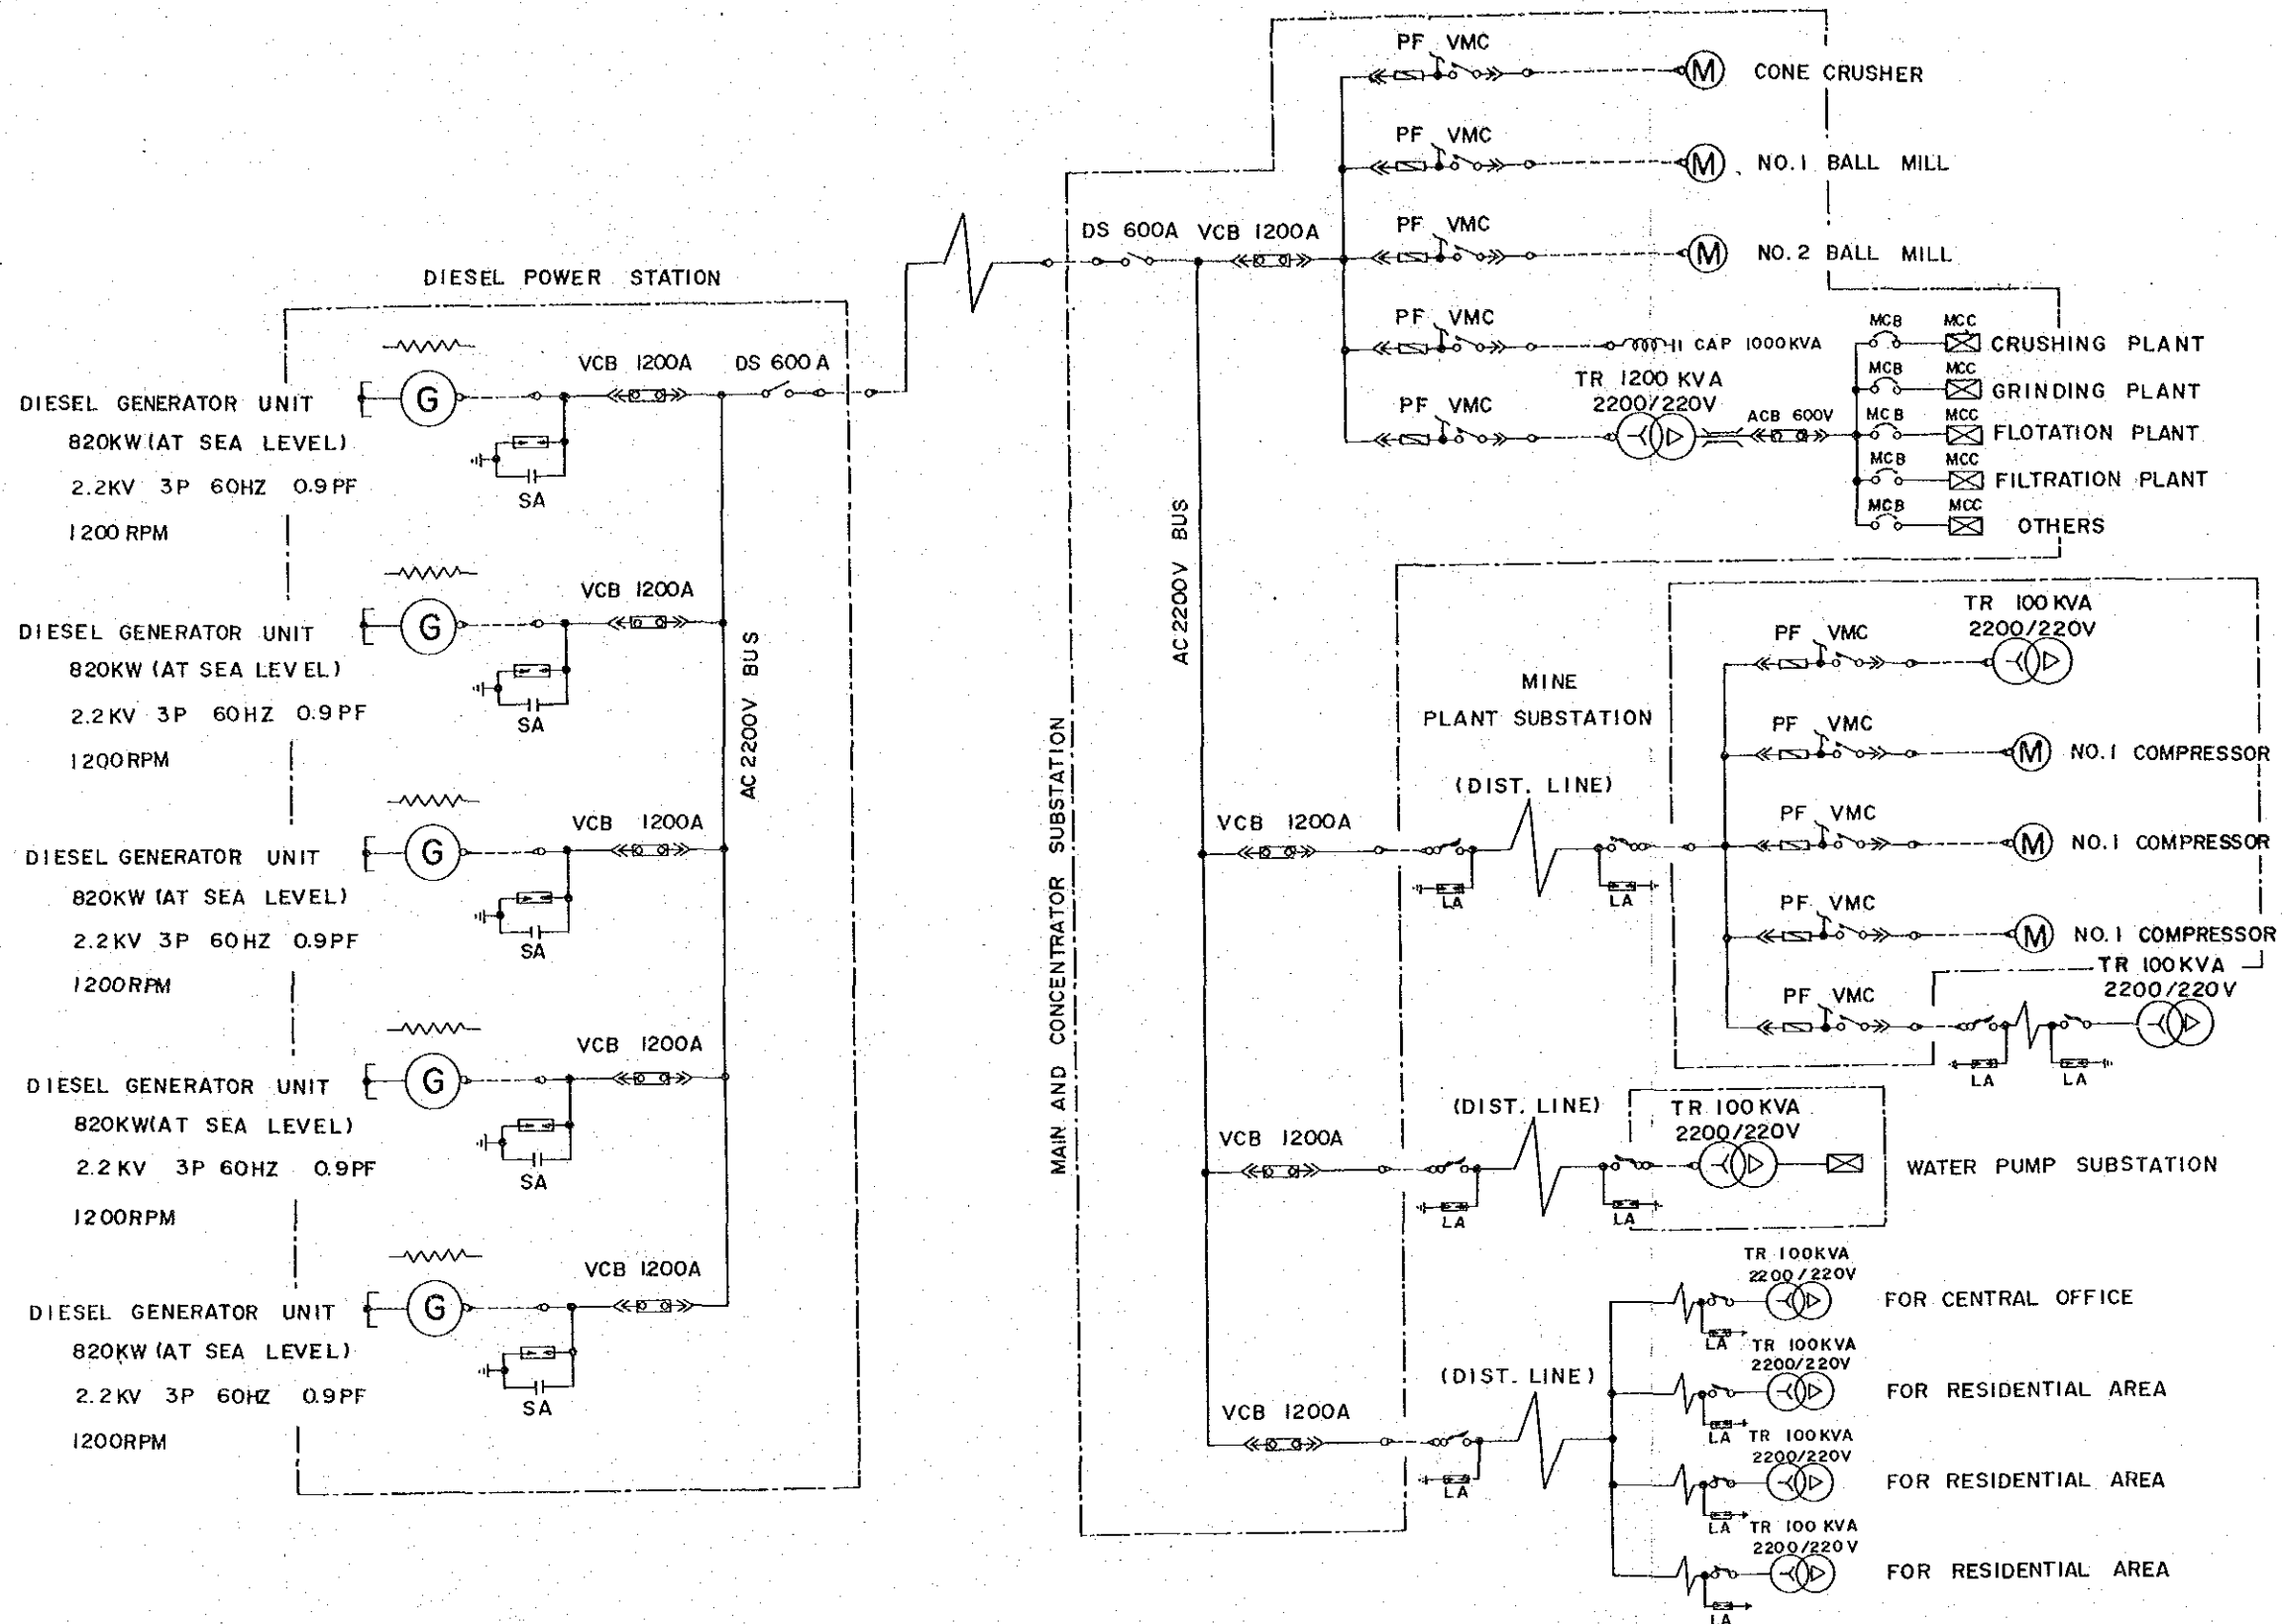 DIESEL POWER STATION
DIESEL GENERATOR UNIT
820KW (AT SEA LEVEL)
2.2KV 3P 60HZ 0.9PF
1200 RPM
VCB 1200A
DS 600A
SA
DIESEL GENERATOR UNIT
820KW (AT SEA LEVEL)
2.2KV 3P 60HZ 0.9PF
1200RPM
VCB 1200A
SA
DIESEL GENERATOR UNIT
820KW (AT SEA LEVEL)
2.2KV 3P 60HZ 0.9PF
1200RPM
VCB 1200A
SA
DIESEL GENERATOR UNIT
820KW(AT SEA LEVEL)
2.2KV 3P 60HZ 0.9PF
1200RPM
VCB 1200A
SA
DIESEL GENERATOR UNIT
820KW (AT SEA LEVEL)
2.2KV 3P 60HZ 0.9PF
1200RPM
VCB 1200A
SA
G
G
G
G
G
AC 2200V BUS
MAIN AND CONCENTRATOR SUBSTATION
DS 600A VCB 1200A
AC 2200V BUS
PF VMC
M CONE CRUSHER
PF VMC
M NO.1 BALL MILL
PF VMC
M NO.2 BALL MILL
PF VMC
CAP 1000KVA
PF VMC
TR 1200 KVA
2200/220V
ACB 600V
MCB MCC CRUSHING PLANT
MCB MCC GRINDING PLANT
MCB MCC FLOTATION PLANT
MCB MCC FILTRATION PLANT
MCB MCC OTHERS
MINE
PLANT SUBSTATION
VCB 1200A
(DIST. LINE)
LA
LA
PF VMC
TR 100KVA
2200/220V
PF VMC
M NO.1 COMPRESSOR
PF VMC
M NO.1 COMPRESSOR
PF VMC
M NO.1 COMPRESSOR
PF VMC
TR 100KVA
2200/220V
LA
LA
VCB 1200A
(DIST. LINE)
LA
LA
TR 100KVA
2200/220V
WATER PUMP SUBSTATION
VCB 1200A
(DIST. LINE)
LA
TR 100KVA
2200/220V
FOR CENTRAL OFFICE
LA
TR 100KVA
2200/220V
FOR RESIDENTIAL AREA
LA
TR 100KVA
2200/220V
FOR RESIDENTIAL AREA
LA
TR 100 KVA
2200/220V
FOR RESIDENTIAL AREA
LA